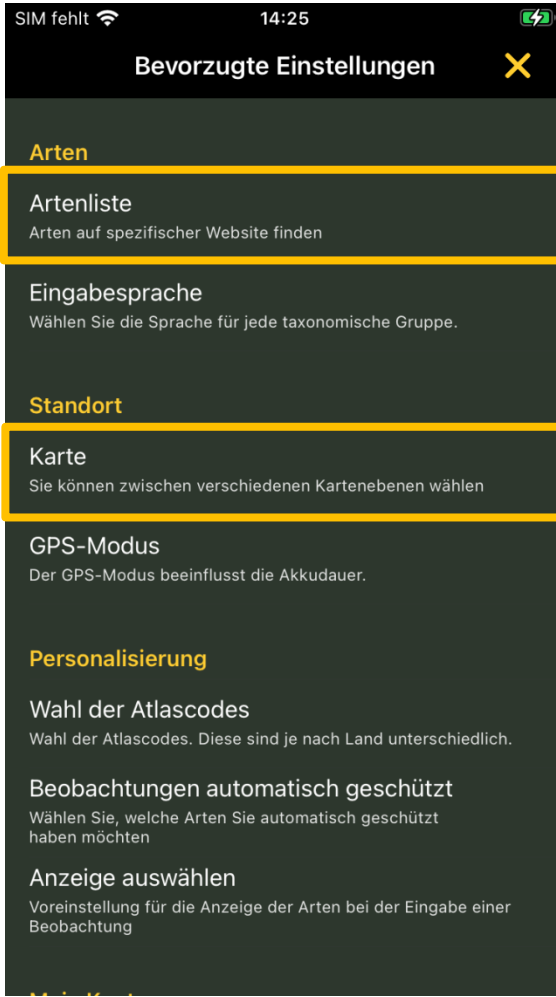 SIM fehlt 14:25
Bevorzugte Einstellungen
Arten
Artenliste
Arten auf spezifischer Website finden
Eingabesprache
Wählen Sie die Sprache für jede taxonomische Gruppe.
Standort
Karte
Sie können zwischen verschiedenen Kartenebenen wählen
GPS-Modus
Der GPS-Modus beeinflusst die Akkudauer.
Personalisierung
Wahl der Atlascodes
Wahl der Atlascodes. Diese sind je nach Land unterschiedlich.
Beobachtungen automatisch geschützt
Wählen Sie, welche Arten Sie automatisch geschützt
haben möchten
Anzeige auswählen
Voreinstellung für die Anzeige der Arten bei der Eingabe einer
Beobachtung